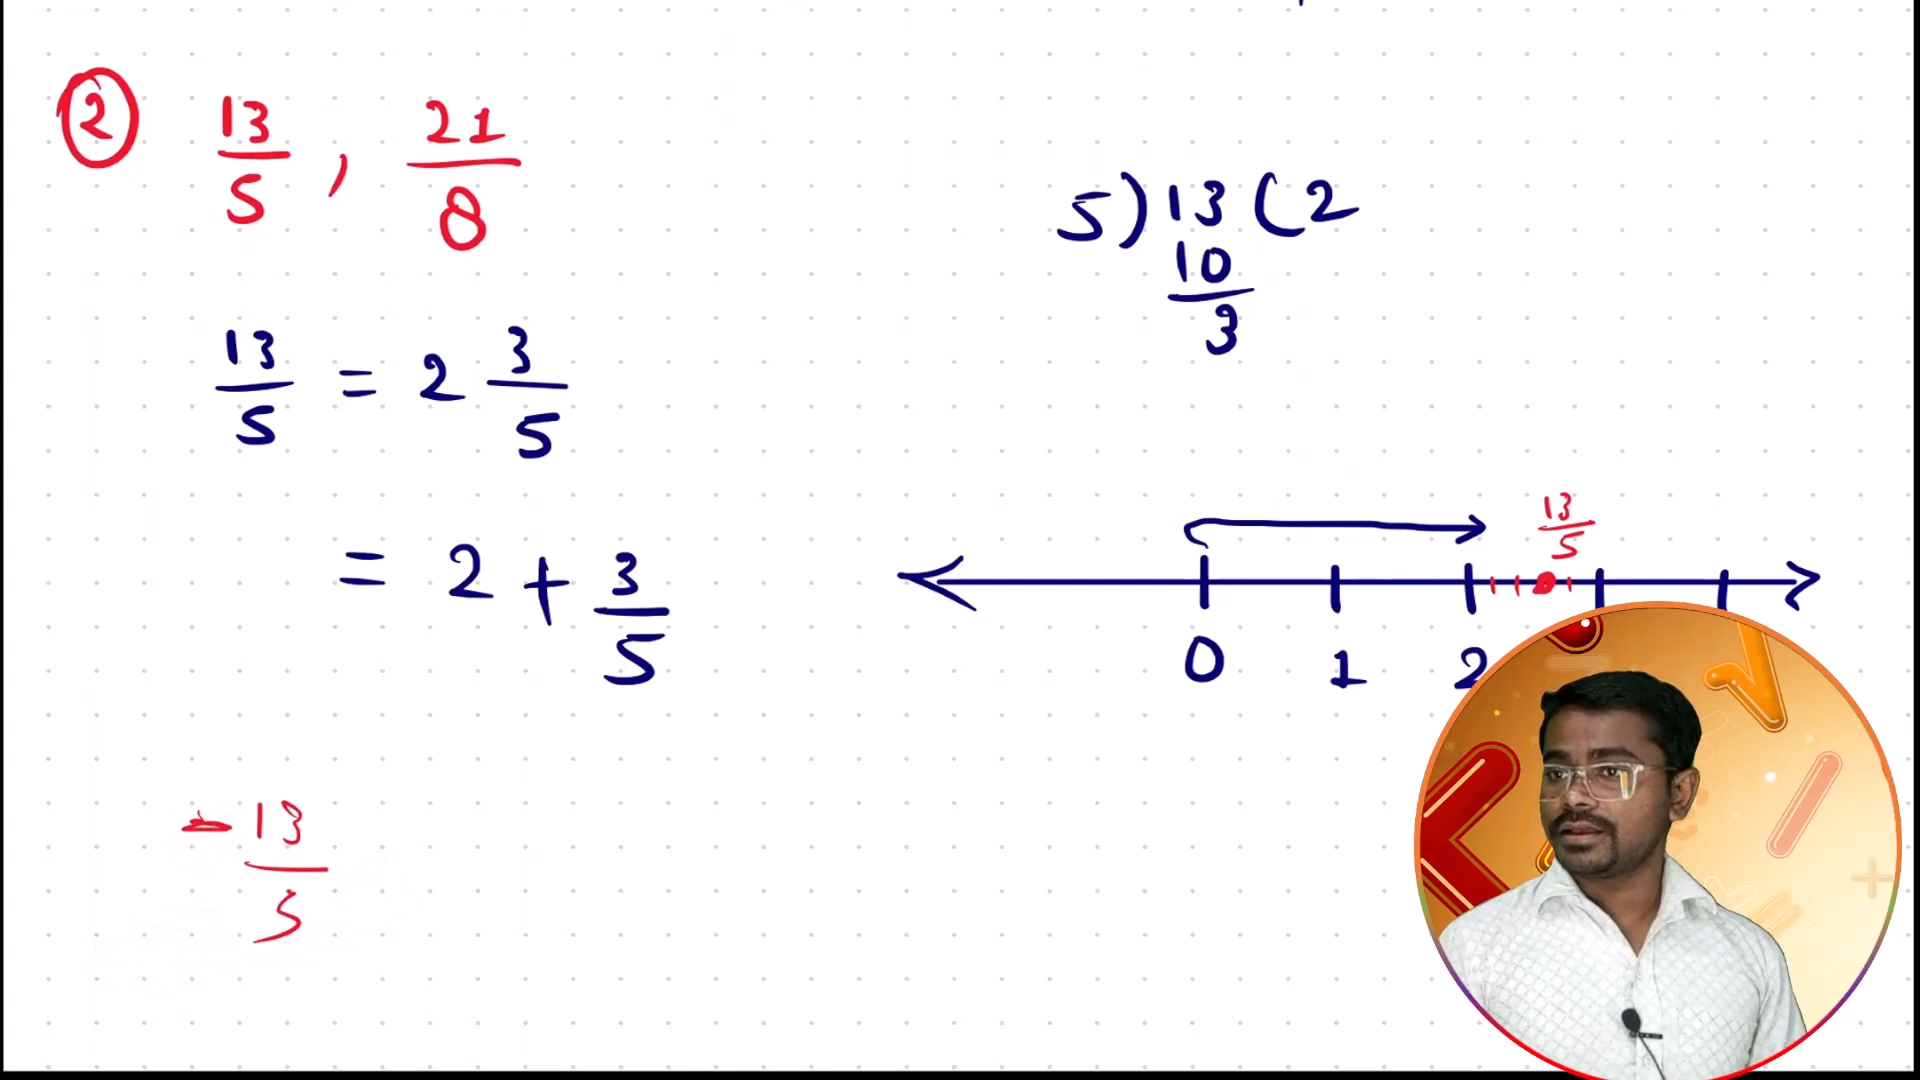 ② 13/5 , 21/8
5)13(2
10
3
13/5 = 2 3/5
= 2 + 3/5
13/5
0 1 2
-13/5